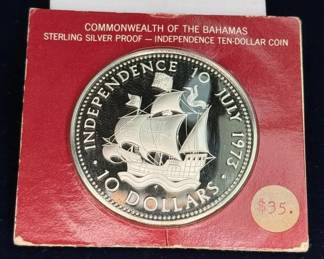 COMMONWEALTH OF THE BAHAMAS
STERLING SILVER PROOF — INDEPENDENCE TEN-DOLLAR COIN
INDEPENDENCE 10 JULY 1973
· 10 DOLLARS ·
$35.